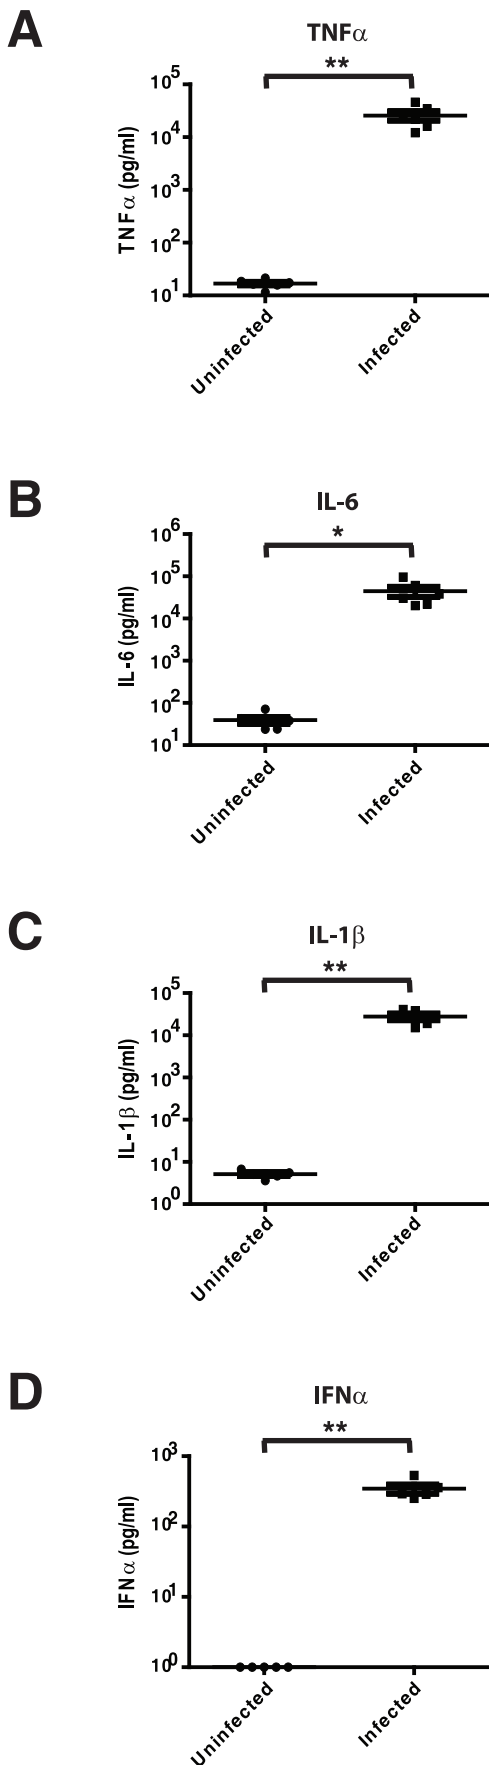 A
TNFα
**
TNFα (pg/ml)
10^5
10^4
10^3
10^2
10^1
Uninfected
Infected
B
IL-6
*
IL-6 (pg/ml)
10^6
10^5
10^4
10^3
10^2
10^1
Uninfected
Infected
C
IL-1β
**
IL-1β (pg/ml)
10^5
10^4
10^3
10^2
10^1
10^0
Uninfected
Infected
D
IFNα
**
IFNα (pg/ml)
10^3
10^2
10^1
10^0
Uninfected
Infected